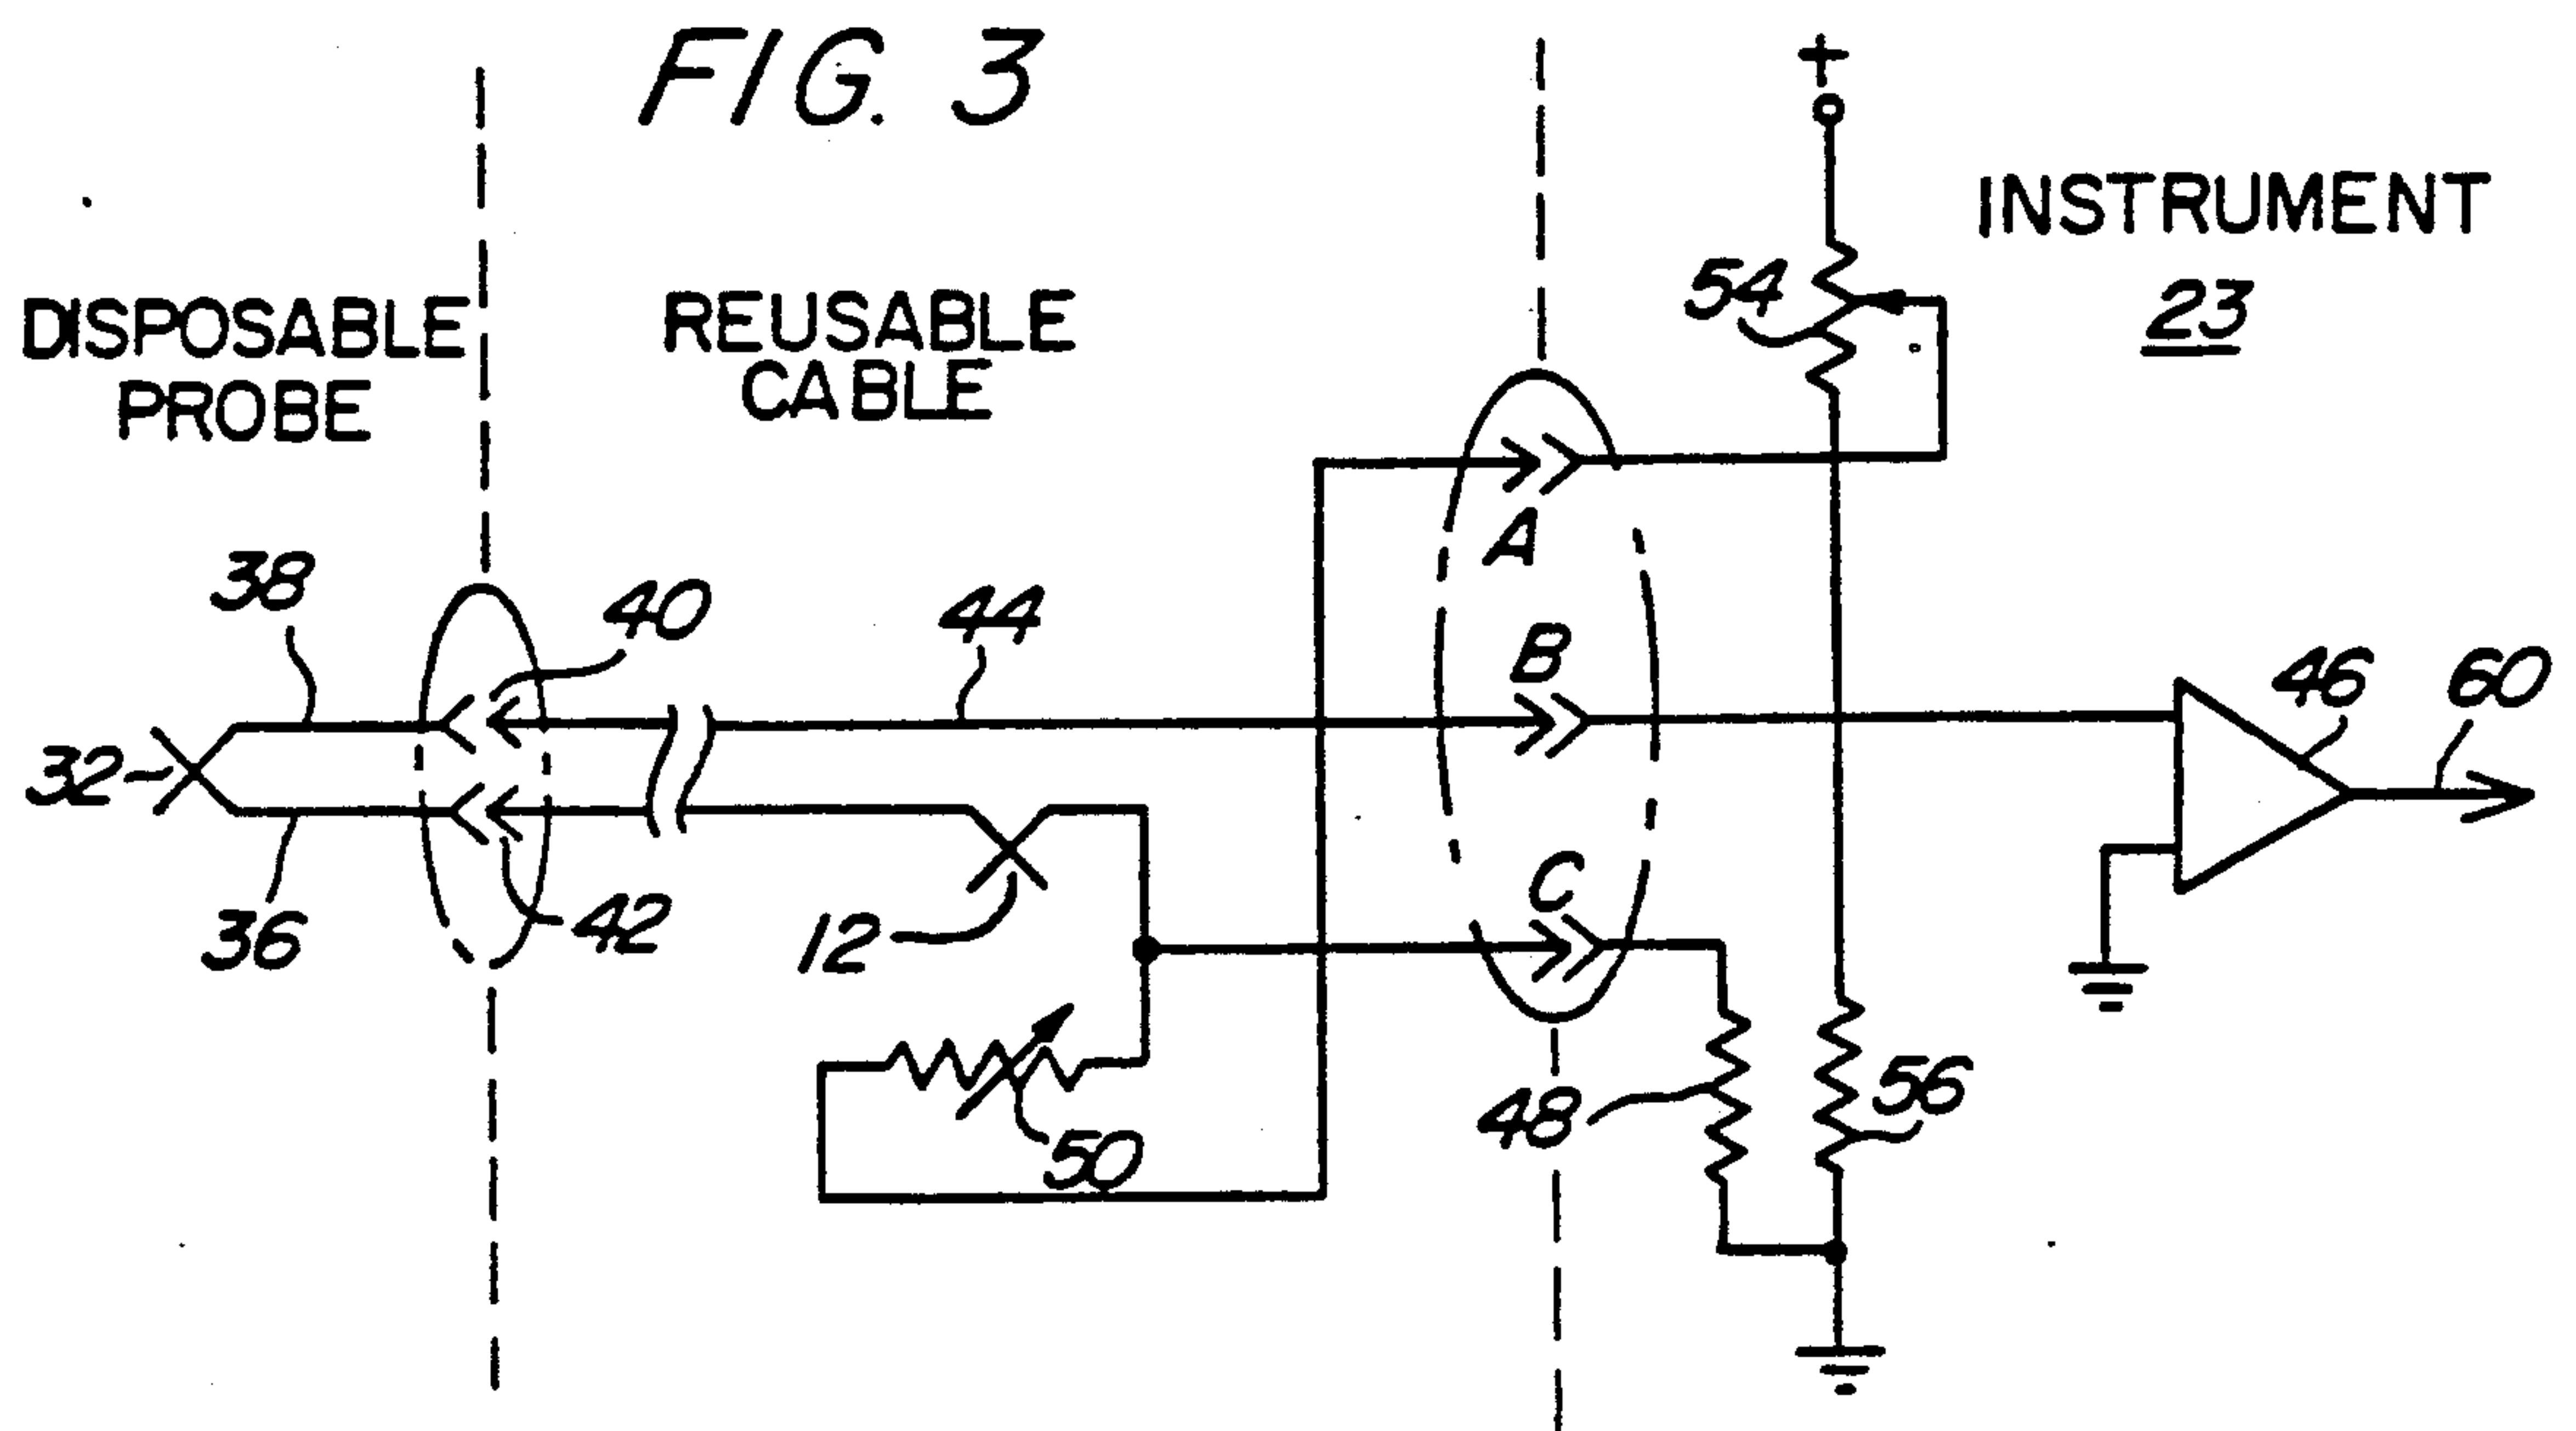 FIG. 3
+
INSTRUMENT
23
DISPOSABLE
PROBE
REUSABLE
CABLE
54
A
38
40
44
B
46
60
32
36
42
12
C
50
48
56